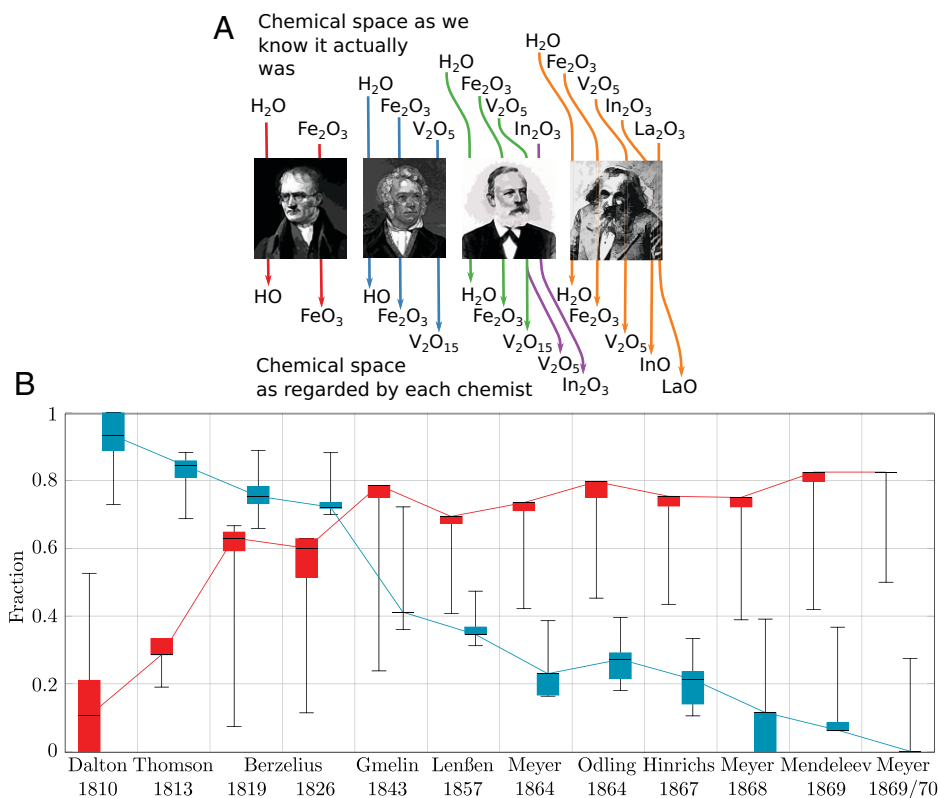 A
Chemical space as we
know it actually
was
H₂O
Fe₂O₃
H₂O
Fe₂O₃
V₂O₅
H₂O
Fe₂O₃
V₂O₅
In₂O₃
H₂O
Fe₂O₃
V₂O₅
In₂O₃
La₂O₃
HO
FeO₃
HO
Fe₂O₃
V₂O₁₅
H₂O
Fe₂O₃
V₂O₁₅
V₂O₅
In₂O₃
H₂O
Fe₂O₃
V₂O₅
InO
LaO
Chemical space
as regarded by each chemist
B
Fraction
1
0.8
0.6
0.4
0.2
0
Dalton Thomson Berzelius Gmelin Lenßen Meyer Odling Hinrichs Meyer Mendeleev Meyer
1810 1813 1819 1826 1843 1857 1864 1864 1867 1868 1869 1869/70